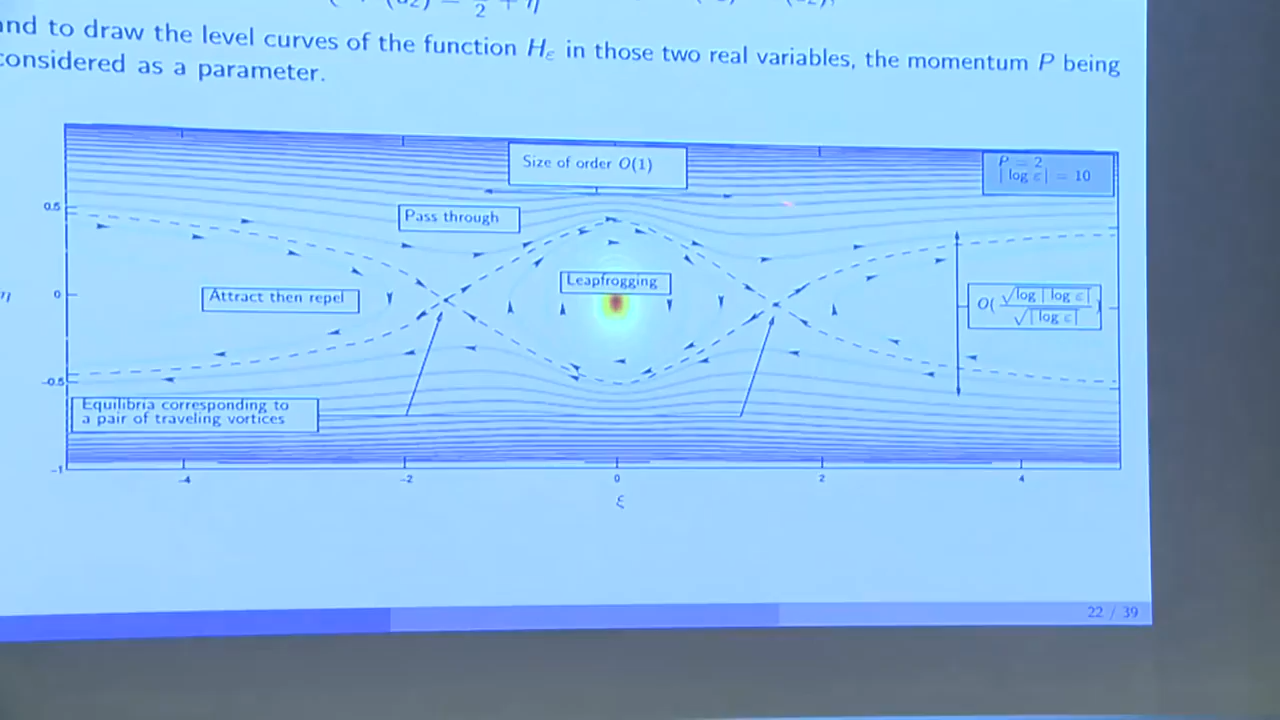 and to draw the level curves of the function Hε in those two real variables, the momentum P being
considered as a parameter.
Size of order O(1)
P = 2
| log ε| = 10
Pass through
0.5
Leapfrogging
Attract then repel
η
0
O(√log | log ε| / √| log ε|)
-0.5
Equilibria corresponding to
a pair of traveling vortices
-1
-4
-2
0
2
4
ξ
22 / 39